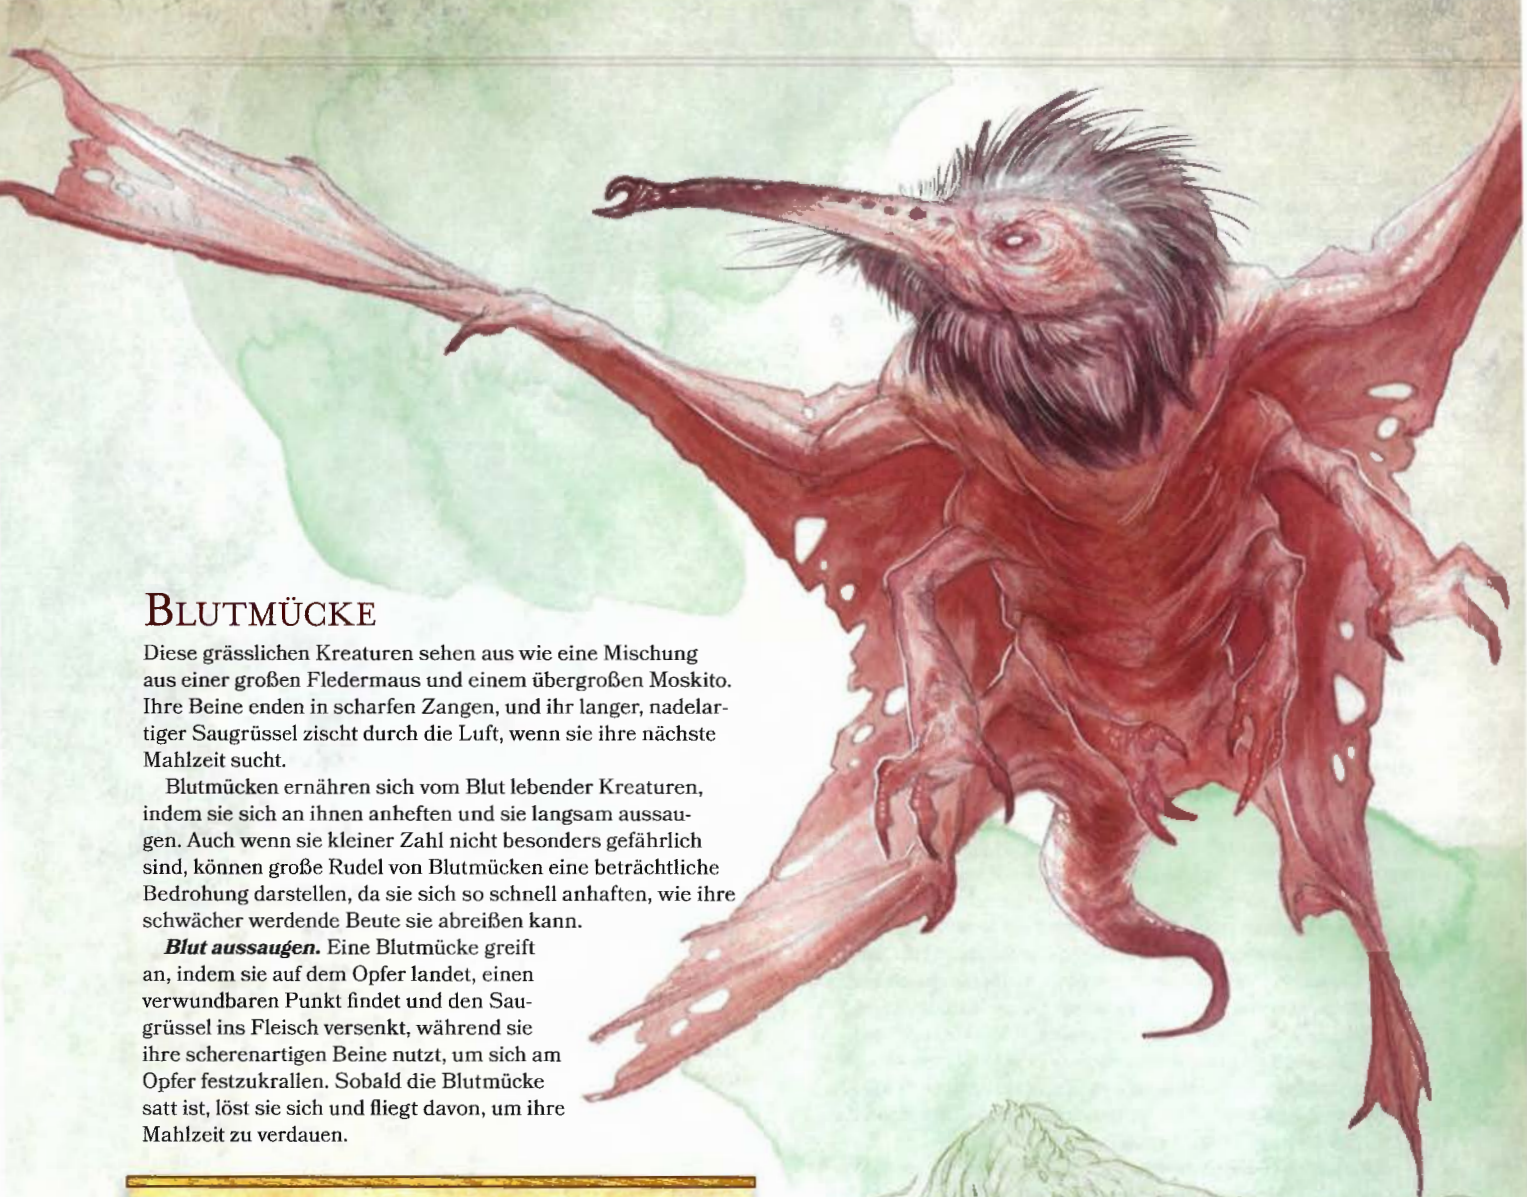 BLUTMÜCKE
Diese grässlichen Kreaturen sehen aus wie eine Mischung
aus einer großen Fledermaus und einem übergroßen Moskito.
Ihre Beine enden in scharfen Zangen, und ihr langer, nadelar-
tiger Saugrüssel zischt durch die Luft, wenn sie ihre nächste
Mahlzeit sucht.
Blutmücken ernähren sich vom Blut lebender Kreaturen,
indem sie sich an ihnen anheften und sie langsam aussau-
gen. Auch wenn sie kleiner Zahl nicht besonders gefährlich
sind, können große Rudel von Blutmücken eine beträchtliche
Bedrohung darstellen, da sie sich so schnell anhaften, wie ihre
schwächer werdende Beute sie abreißen kann.
Blut aussaugen. Eine Blutmücke greift
an, indem sie auf dem Opfer landet, einen
verwundbaren Punkt findet und den Sau-
grüssel ins Fleisch versenkt, während sie
ihre scherenartigen Beine nutzt, um sich am
Opfer festzukrallen. Sobald die Blutmücke
satt ist, löst sie sich und fliegt davon, um ihre
Mahlzeit zu verdauen.